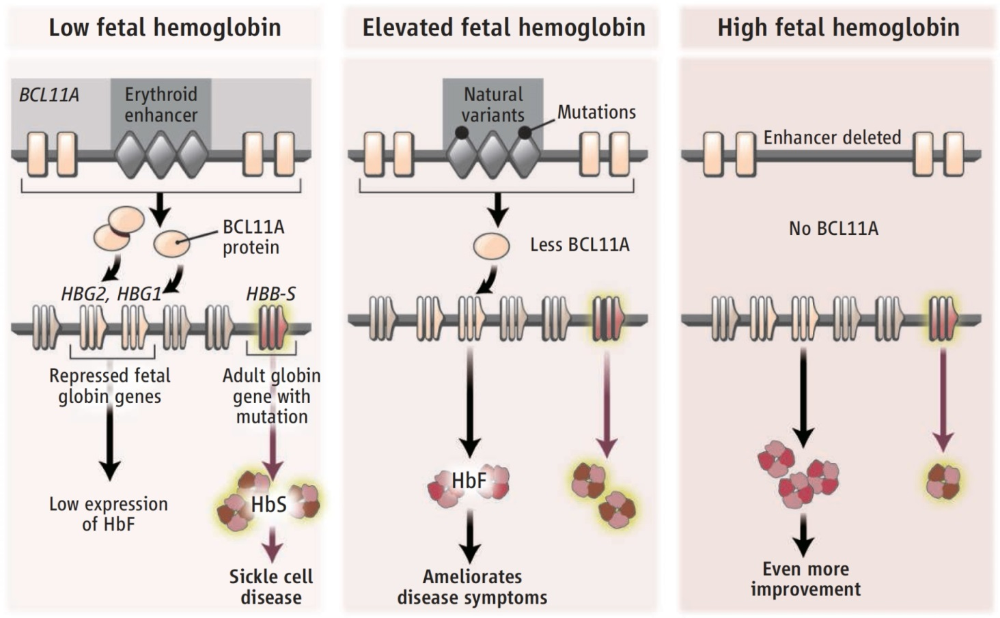 Low fetal hemoglobin
BCL11A
Erythroid
enhancer
BCL11A
protein
HBG2, HBG1
HBB-S
Repressed fetal
globin genes
Adult globin
gene with
mutation
Low expression
of HbF
HbS
Sickle cell
disease
Elevated fetal hemoglobin
Natural
variants
Mutations
Less BCL11A
HbF
Ameliorates
disease symptoms
High fetal hemoglobin
Enhancer deleted
No BCL11A
Even more
improvement